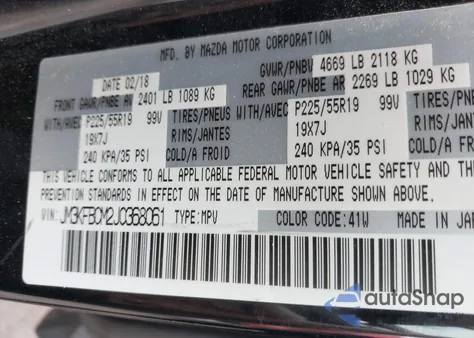 MFG. BY MAZDA MOTOR CORPORATION
DATE 02/18 GVWR/PNBV 4669 LB 2118 KG
FRONT GAWR/PNBE AV 2401 LB 1089 KG REAR GAWR/PNBE AR 2269 LB 1029 KG
WITH/AVEC P225/55R19 99V TIRES/PNEUS WITH/AVEC P225/55R19 99V TIRES/PNEUS
19X7J RIMS/JANTES 19X7J RIMS/JANTES
240 KPA/35 PSI COLD/A FROID 240 KPA/35 PSI COLD/A FROID
THIS VEHICLE CONFORMS TO ALL APPLICABLE FEDERAL MOTOR VEHICLE SAFETY AND THEFT
PREVENTION STANDARDS IN EFFECT ON THE DATE OF MANUFACTURE SHOWN ABOVE.
VIN: JM3KFBCM2J0368061 TYPE: MPV COLOR CODE: 41W MADE IN JAP
autoShap